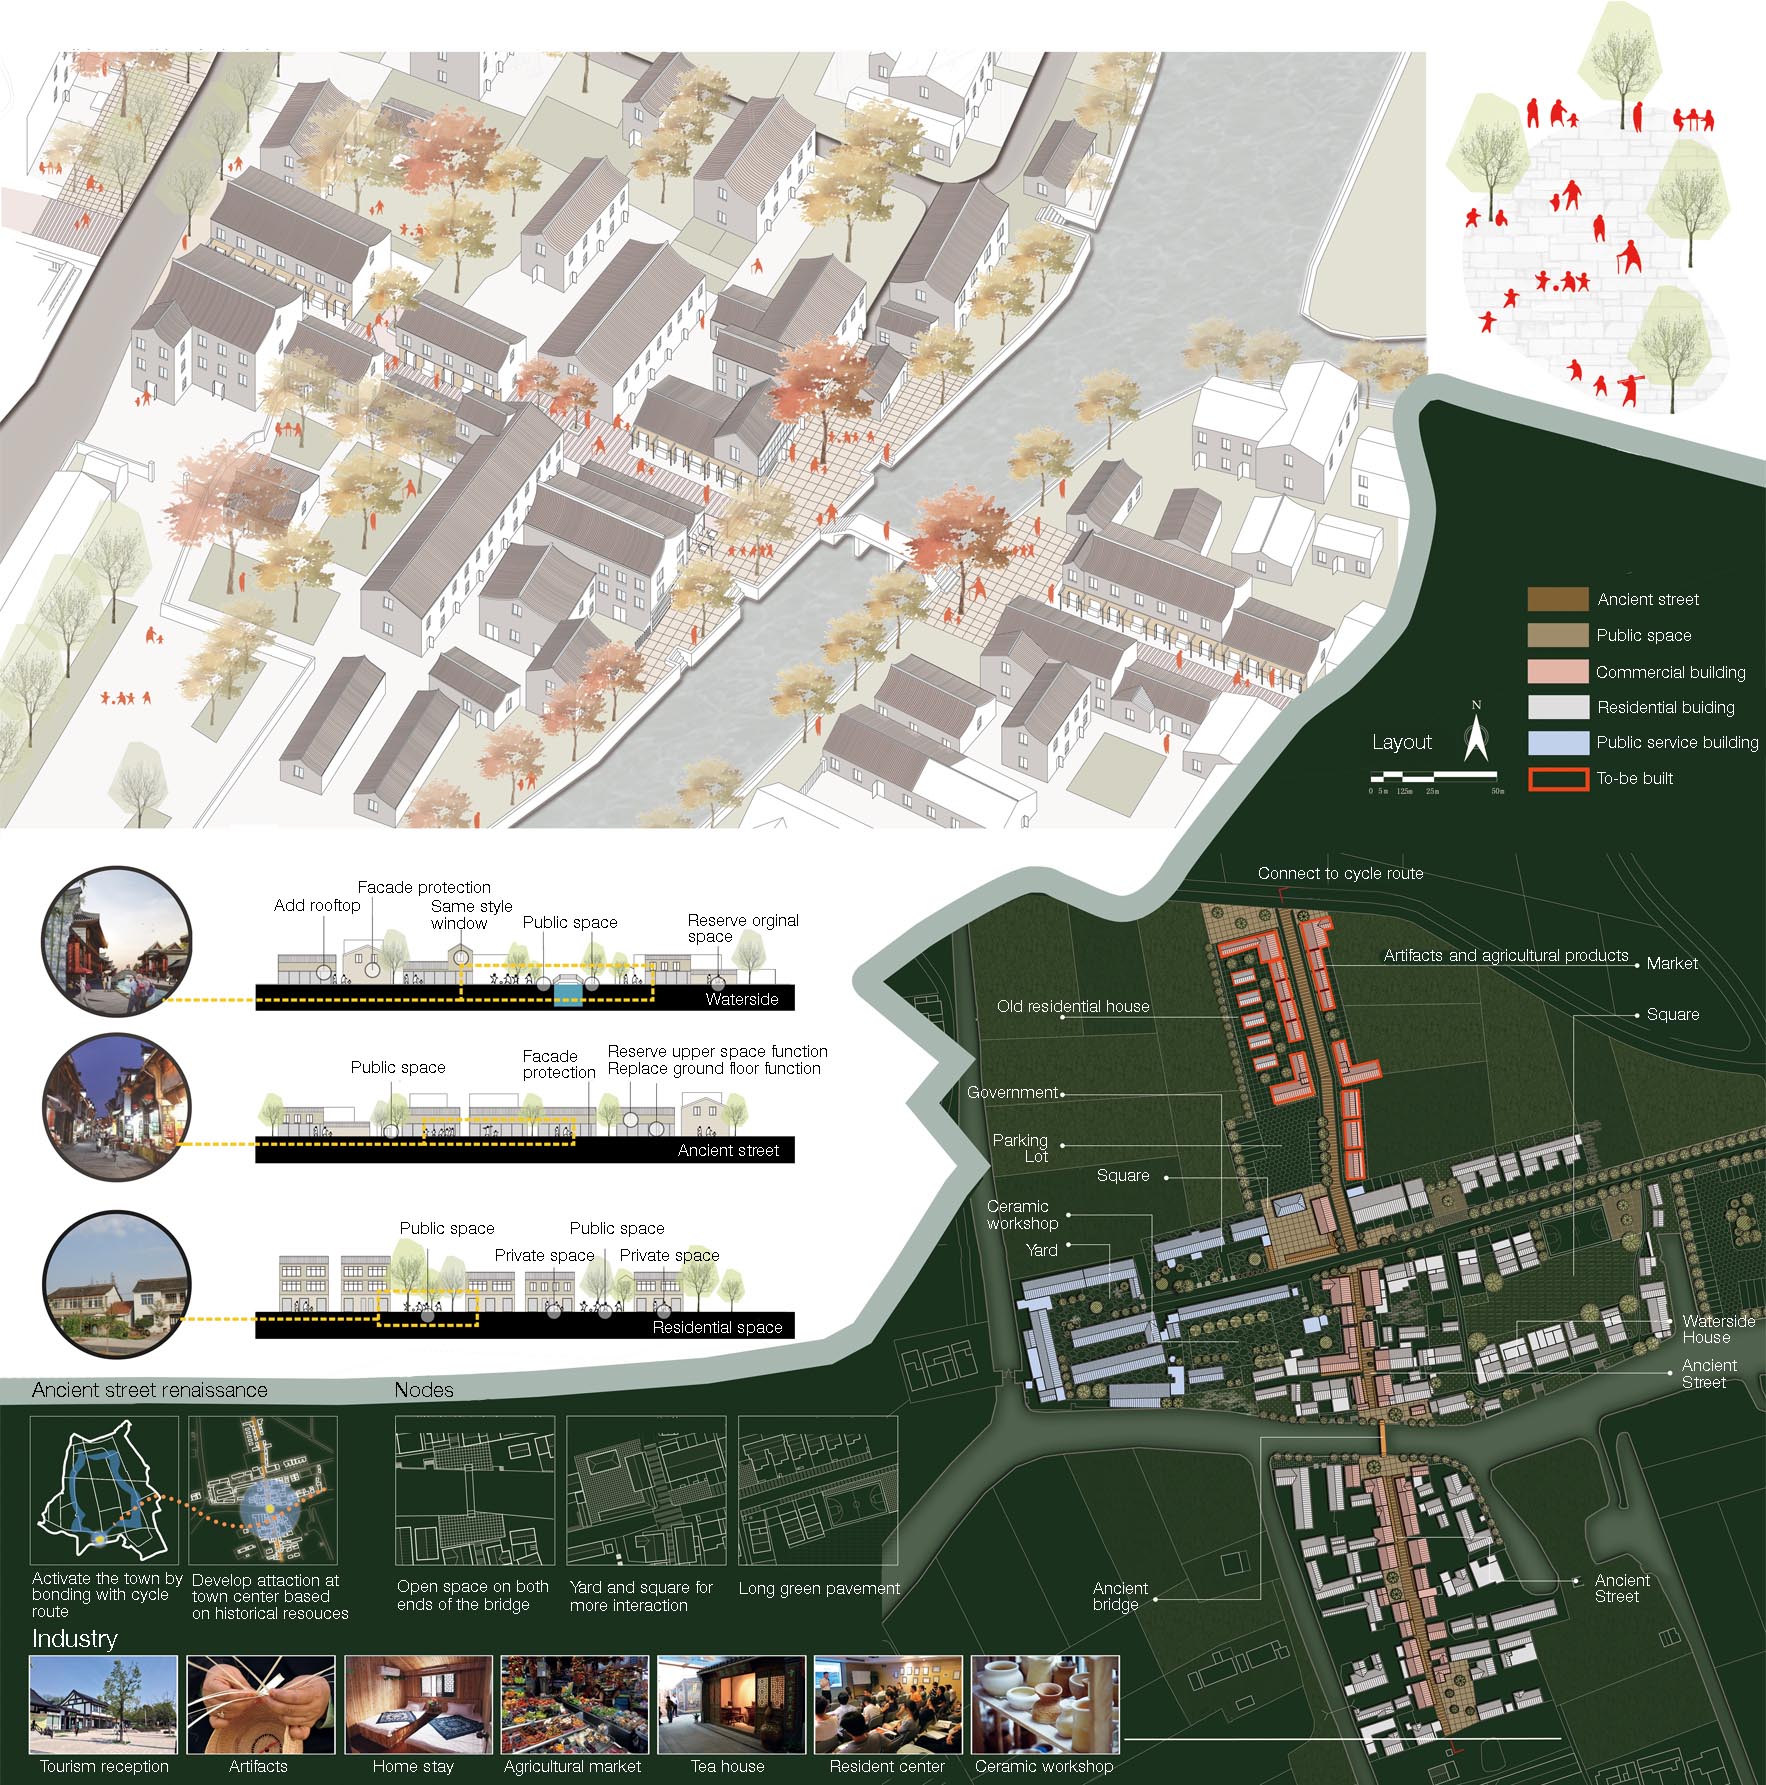 Ancient street
Public space
Commercial building
Residential buiding
Public service building
To-be built
Layout
N
0 5m 125m 25m 50m
Facade protection
Add rooftop
Same style
window
Public space
Reserve orginal
space
Waterside
Public space
Facade
protection
Reserve upper space function
Replace ground floor function
Ancient street
Public space
Public space
Private space
Private space
Residential space
Connect to cycle route
Artifacts and agricultural products
Market
Old residential house
Square
Government
Parking
Lot
Square
Ceramic
workshop
Yard
Waterside
House
Ancient
Street
Ancient
bridge
Ancient
Street
Ancient street renaissance
Nodes
Activate the town by
bonding with cycle
route
Develop attaction at
town center based
on historical resouces
Open space on both
ends of the bridge
Yard and square for
more interaction
Long green pavement
Industry
Tourism reception
Artifacts
Home stay
Agricultural market
Tea house
Resident center
Ceramic workshop